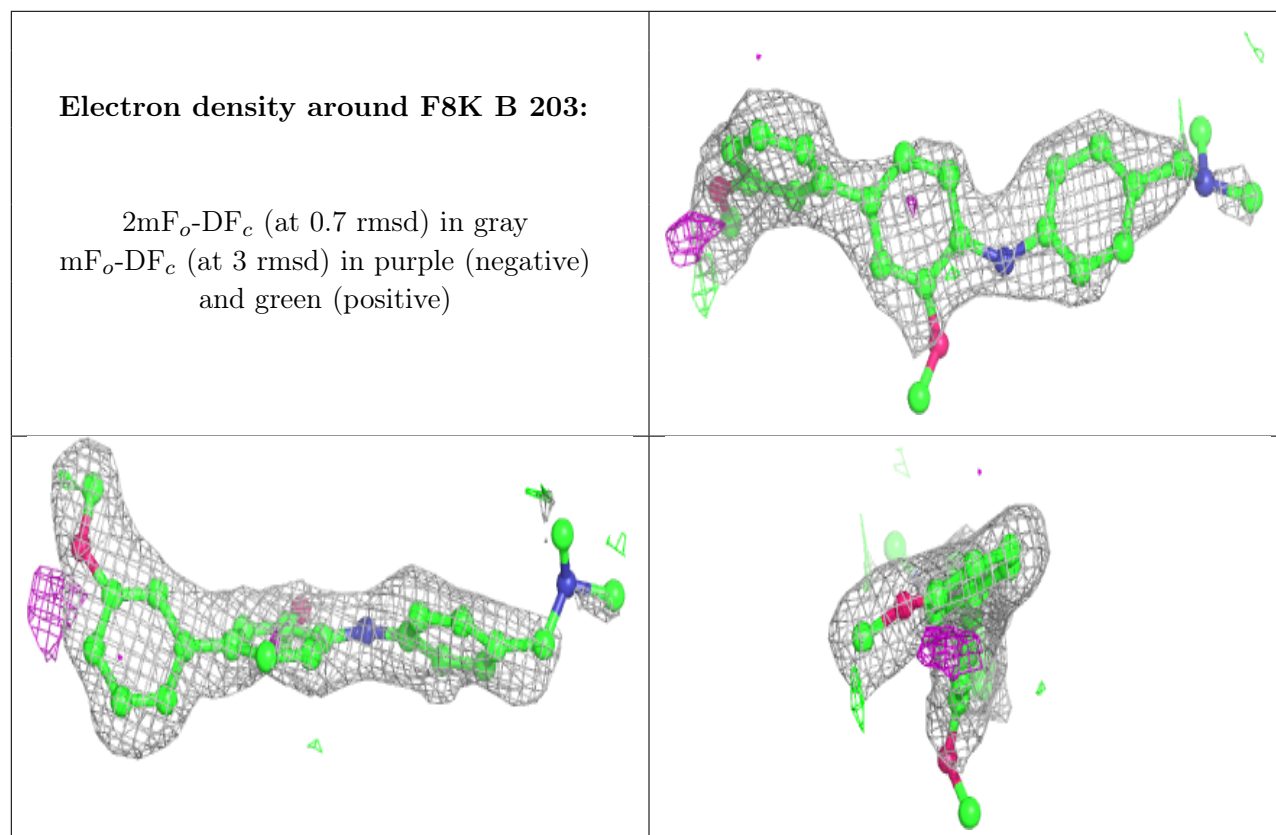 Electron density around F8K B 203:
2mFₒ-DF𝒸 (at 0.7 rmsd) in gray
mFₒ-DF𝒸 (at 3 rmsd) in purple (negative)
and green (positive)